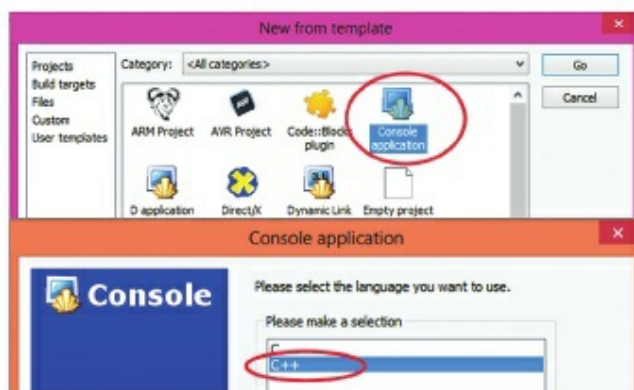 New from template
Projects
Build targets
Files
Custom
User templates
Category: <All categories>
Go
Cancel
ARM Project
AVR Project
Code::Blocks
plugin
Console
application
D application
Direct/X
Dynamic Link
Empty project
Console application
Console
Please select the language you want to use.
Please make a selection
C
C++